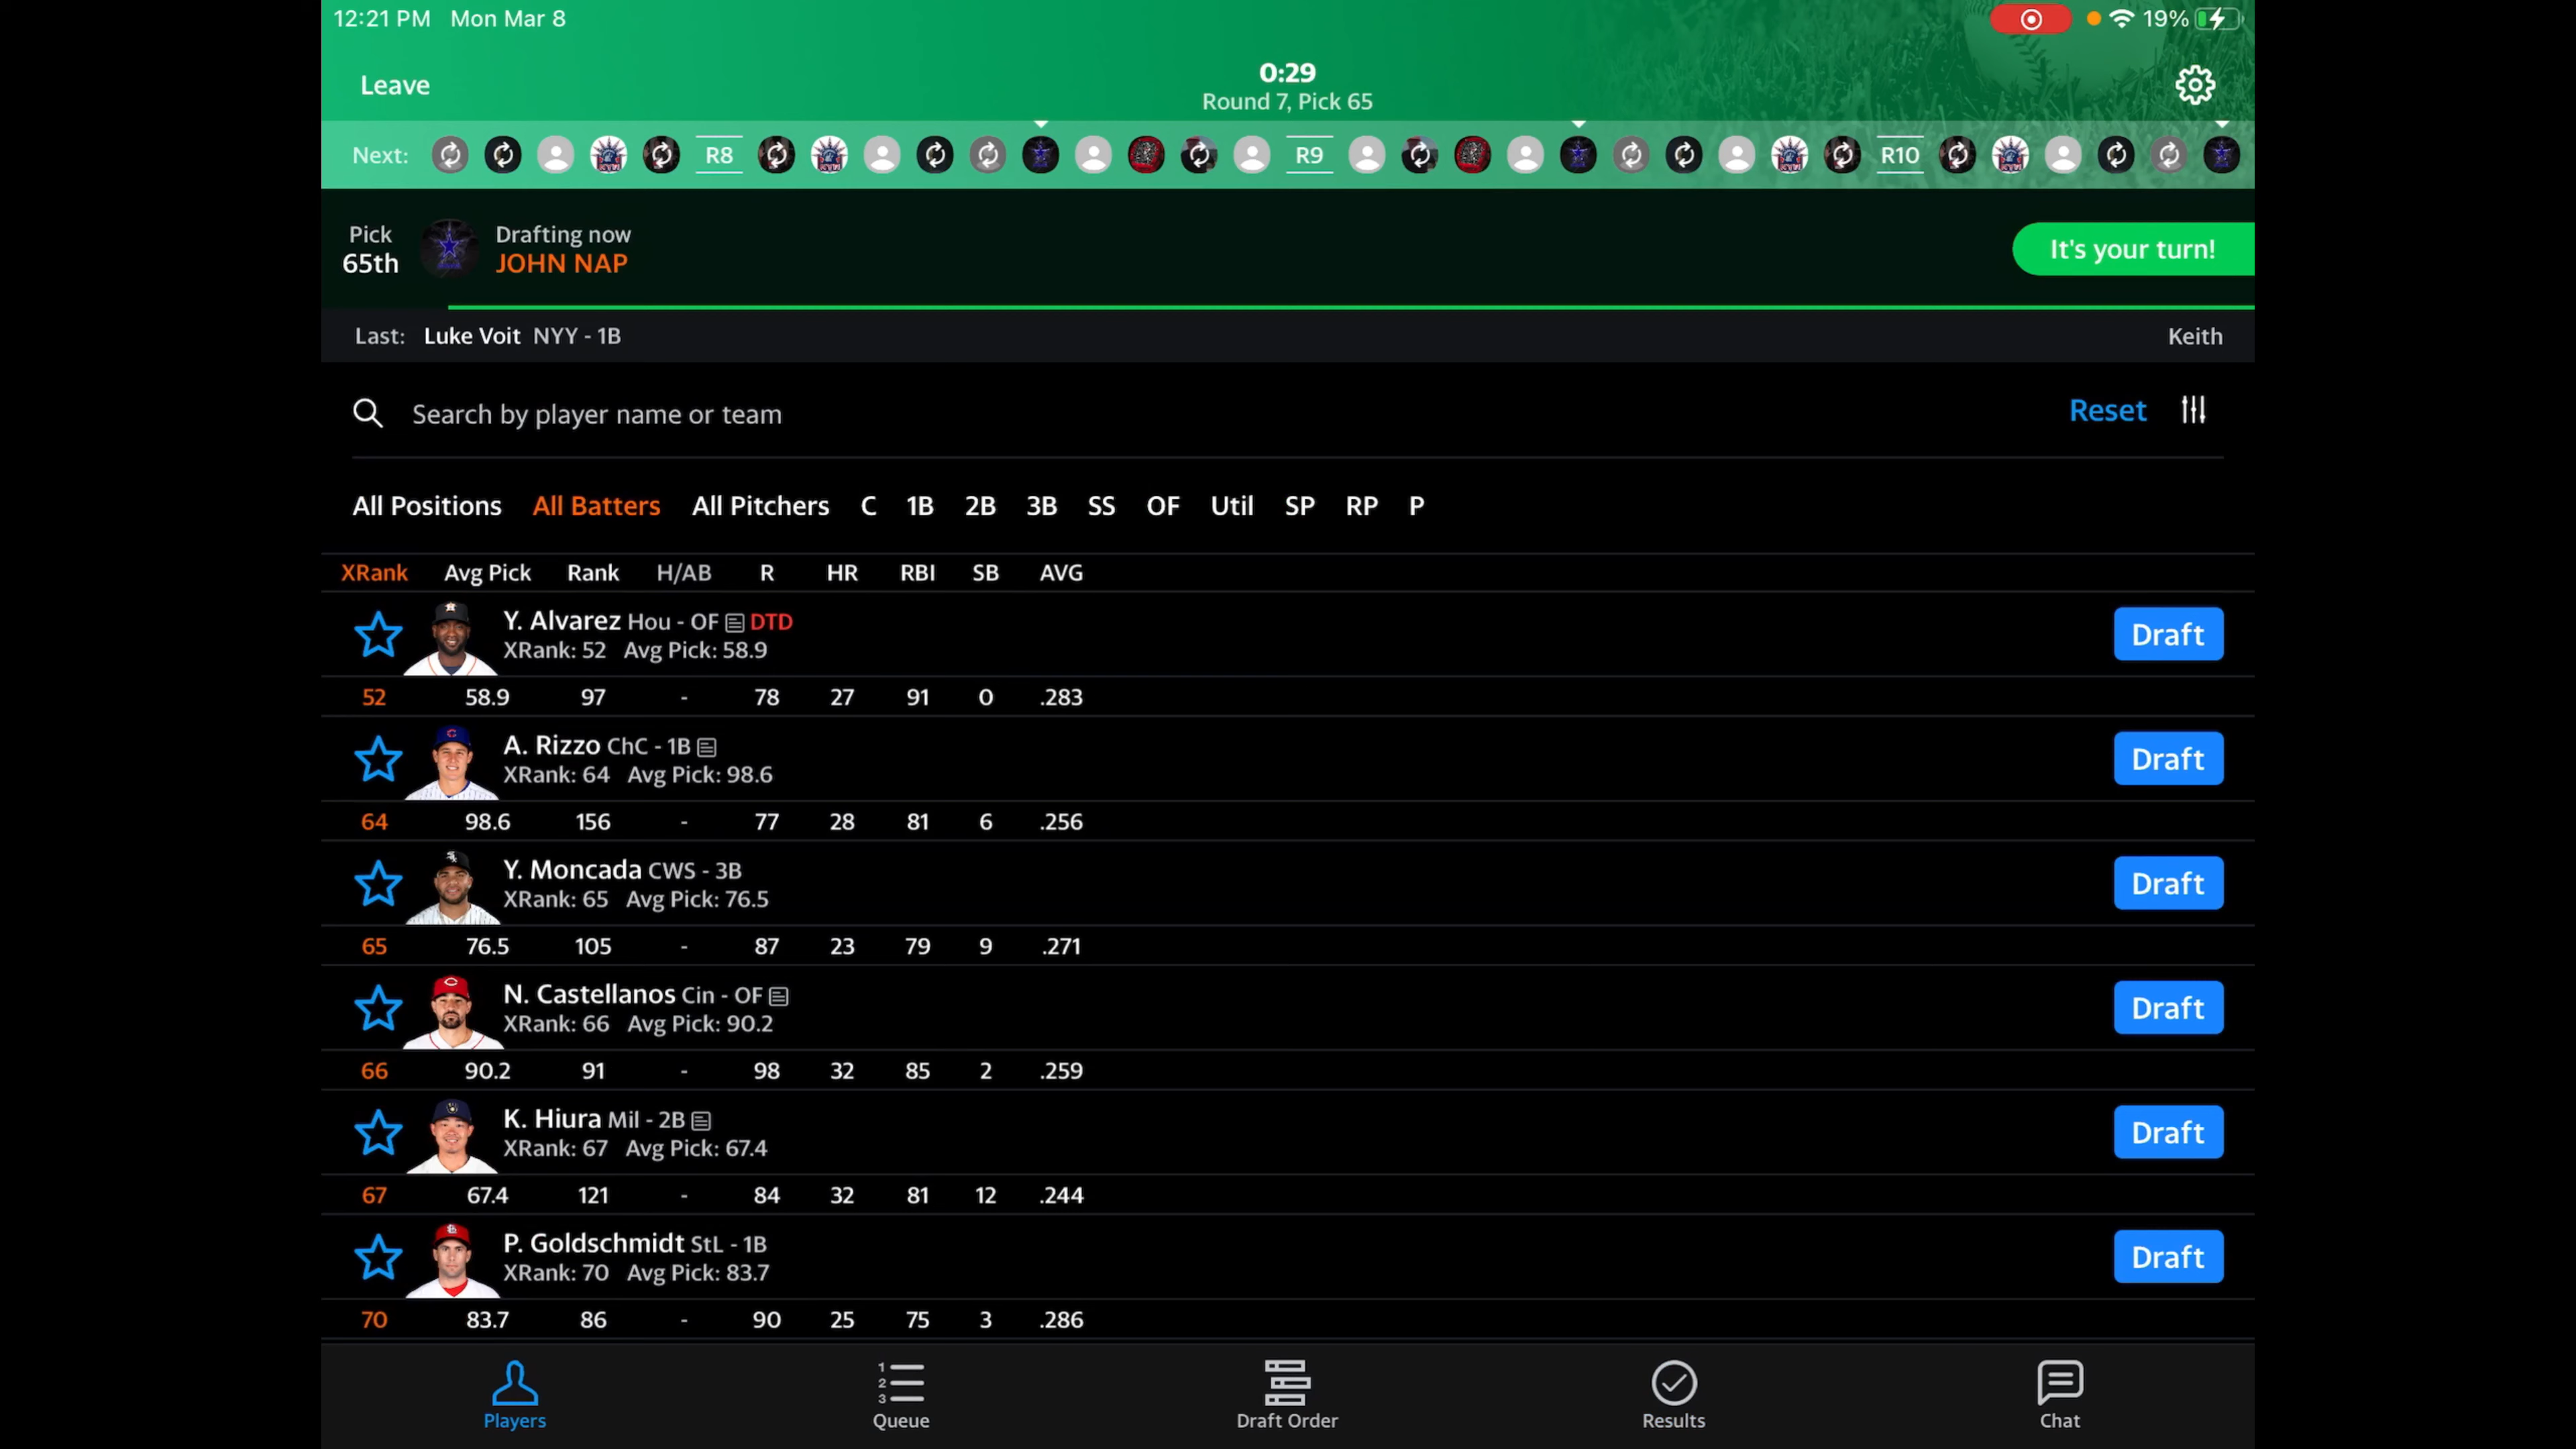 12:21 PM Mon Mar 8 19%
Leave 0:29
Round 7, Pick 65
Next: R8 R9 R10
Pick Drafting now
65th JOHN NAP It's your turn!
Last: Luke Voit NYY - 1B Keith
Search by player name or team Reset
All Positions All Batters All Pitchers C 1B 2B 3B SS OF Util SP RP P
XRank Avg Pick Rank H/AB R HR RBI SB AVG
Y. Alvarez Hou - OF DTD
XRank: 52 Avg Pick: 58.9 Draft
52 58.9 97 - 78 27 91 0 .283
A. Rizzo ChC - 1B
XRank: 64 Avg Pick: 98.6 Draft
64 98.6 156 - 77 28 81 6 .256
Y. Moncada CWS - 3B
XRank: 65 Avg Pick: 76.5 Draft
65 76.5 105 - 87 23 79 9 .271
N. Castellanos Cin - OF
XRank: 66 Avg Pick: 90.2 Draft
66 90.2 91 - 98 32 85 2 .259
K. Hiura Mil - 2B
XRank: 67 Avg Pick: 67.4 Draft
67 67.4 121 - 84 32 81 12 .244
P. Goldschmidt StL - 1B
XRank: 70 Avg Pick: 83.7 Draft
70 83.7 86 - 90 25 75 3 .286
Players Queue Draft Order Results Chat